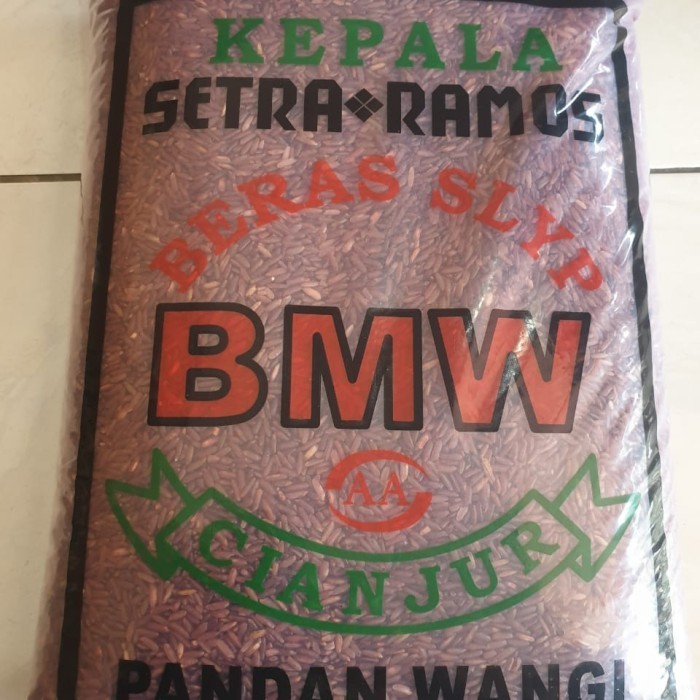 KEPALA
SETRA❖RAMOS
BERAS SLYP
BMW
AA
CIANJUR
PANDAN WANGI